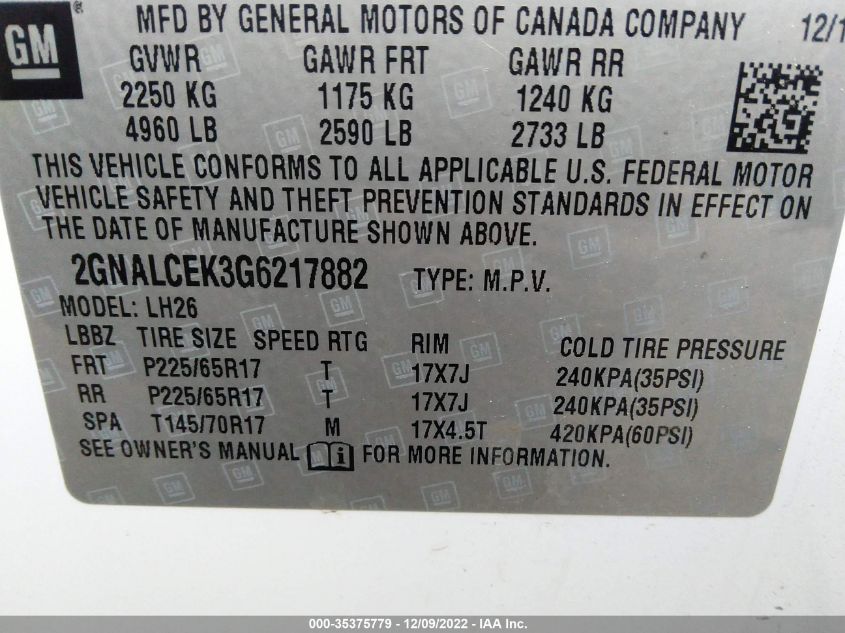 GM
®
MFD BY GENERAL MOTORS OF CANADA COMPANY 12/1
GVWR GAWR FRT GAWR RR
2250 KG 1175 KG 1240 KG
4960 LB 2590 LB 2733 LB
THIS VEHICLE CONFORMS TO ALL APPLICABLE U.S. FEDERAL MOTOR
VEHICLE SAFETY AND THEFT PREVENTION STANDARDS IN EFFECT ON
THE DATE OF MANUFACTURE SHOWN ABOVE.
2GNALCEK3G6217882 TYPE: M.P.V.
MODEL: LH26
LBBZ TIRE SIZE SPEED RTG RIM COLD TIRE PRESSURE
FRT P225/65R17 T 17X7J 240KPA(35PSI)
RR P225/65R17 T 17X7J 240KPA(35PSI)
SPA T145/70R17 M 17X4.5T 420KPA(60PSI)
SEE OWNER'S MANUAL i FOR MORE INFORMATION.
000-35375779 - 12/09/2022 - IAA Inc.